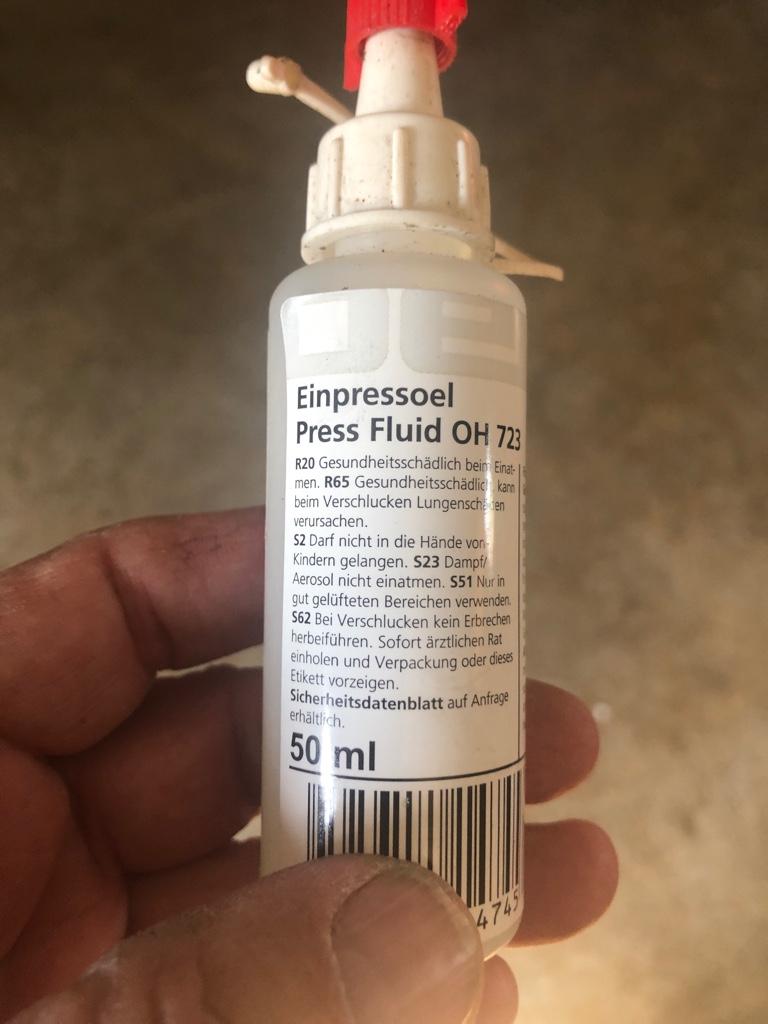 Einpressoel
Press Fluid OH 723
R20 Gesundheitsschädlich beim Einat-
men. R65 Gesundheitsschädlich, kann
beim Verschlucken Lungenschäden
verursachen.
S2 Darf nicht in die Hände von
Kindern gelangen. S23 Dampf/
Aerosol nicht einatmen. S51 Nur in
gut gelüfteten Bereichen verwenden.
S62 Bei Verschlucken kein Erbrechen
herbeiführen. Sofort ärztlichen Rat
einholen und Verpackung oder dieses
Etikett vorzeigen.
Sicherheitsdatenblatt auf Anfrage
erhältlich.
50 ml
4745